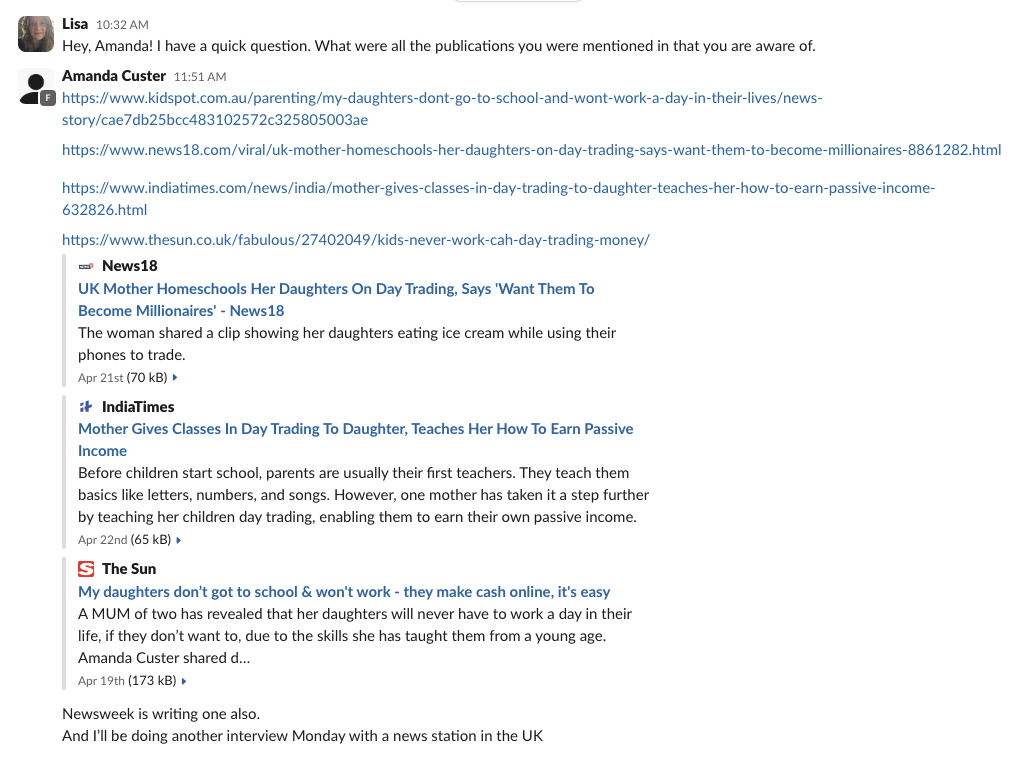 Lisa 10:32 AM
Hey, Amanda! I have a quick question. What were all the publications you were mentioned in that you are aware of.
Amanda Custer 11:51 AM
F
https://www.kidspot.com.au/parenting/my-daughters-dont-go-to-school-and-wont-work-a-day-in-their-lives/news-
story/cae7db25bcc483102572c325805003ae
https://www.news18.com/viral/uk-mother-homeschools-her-daughters-on-day-trading-says-want-them-to-become-millionaires-8861282.html
https://www.indiatimes.com/news/india/mother-gives-classes-in-day-trading-to-daughter-teaches-her-how-to-earn-passive-income-
632826.html
https://www.thesun.co.uk/fabulous/27402049/kids-never-work-cah-day-trading-money/
News18
UK Mother Homeschools Her Daughters On Day Trading, Says 'Want Them To
Become Millionaires' - News18
The woman shared a clip showing her daughters eating ice cream while using their
phones to trade.
Apr 21st (70 kB)
IndiaTimes
Mother Gives Classes In Day Trading To Daughter, Teaches Her How To Earn Passive
Income
Before children start school, parents are usually their first teachers. They teach them
basics like letters, numbers, and songs. However, one mother has taken it a step further
by teaching her children day trading, enabling them to earn their own passive income.
Apr 22nd (65 kB)
The Sun
My daughters don’t got to school & won't work - they make cash online, it's easy
A MUM of two has revealed that her daughters will never have to work a day in their
life, if they don’t want to, due to the skills she has taught them from a young age.
Amanda Custer shared d...
Apr 19th (173 kB)
Newsweek is writing one also.
And I’ll be doing another interview Monday with a news station in the UK